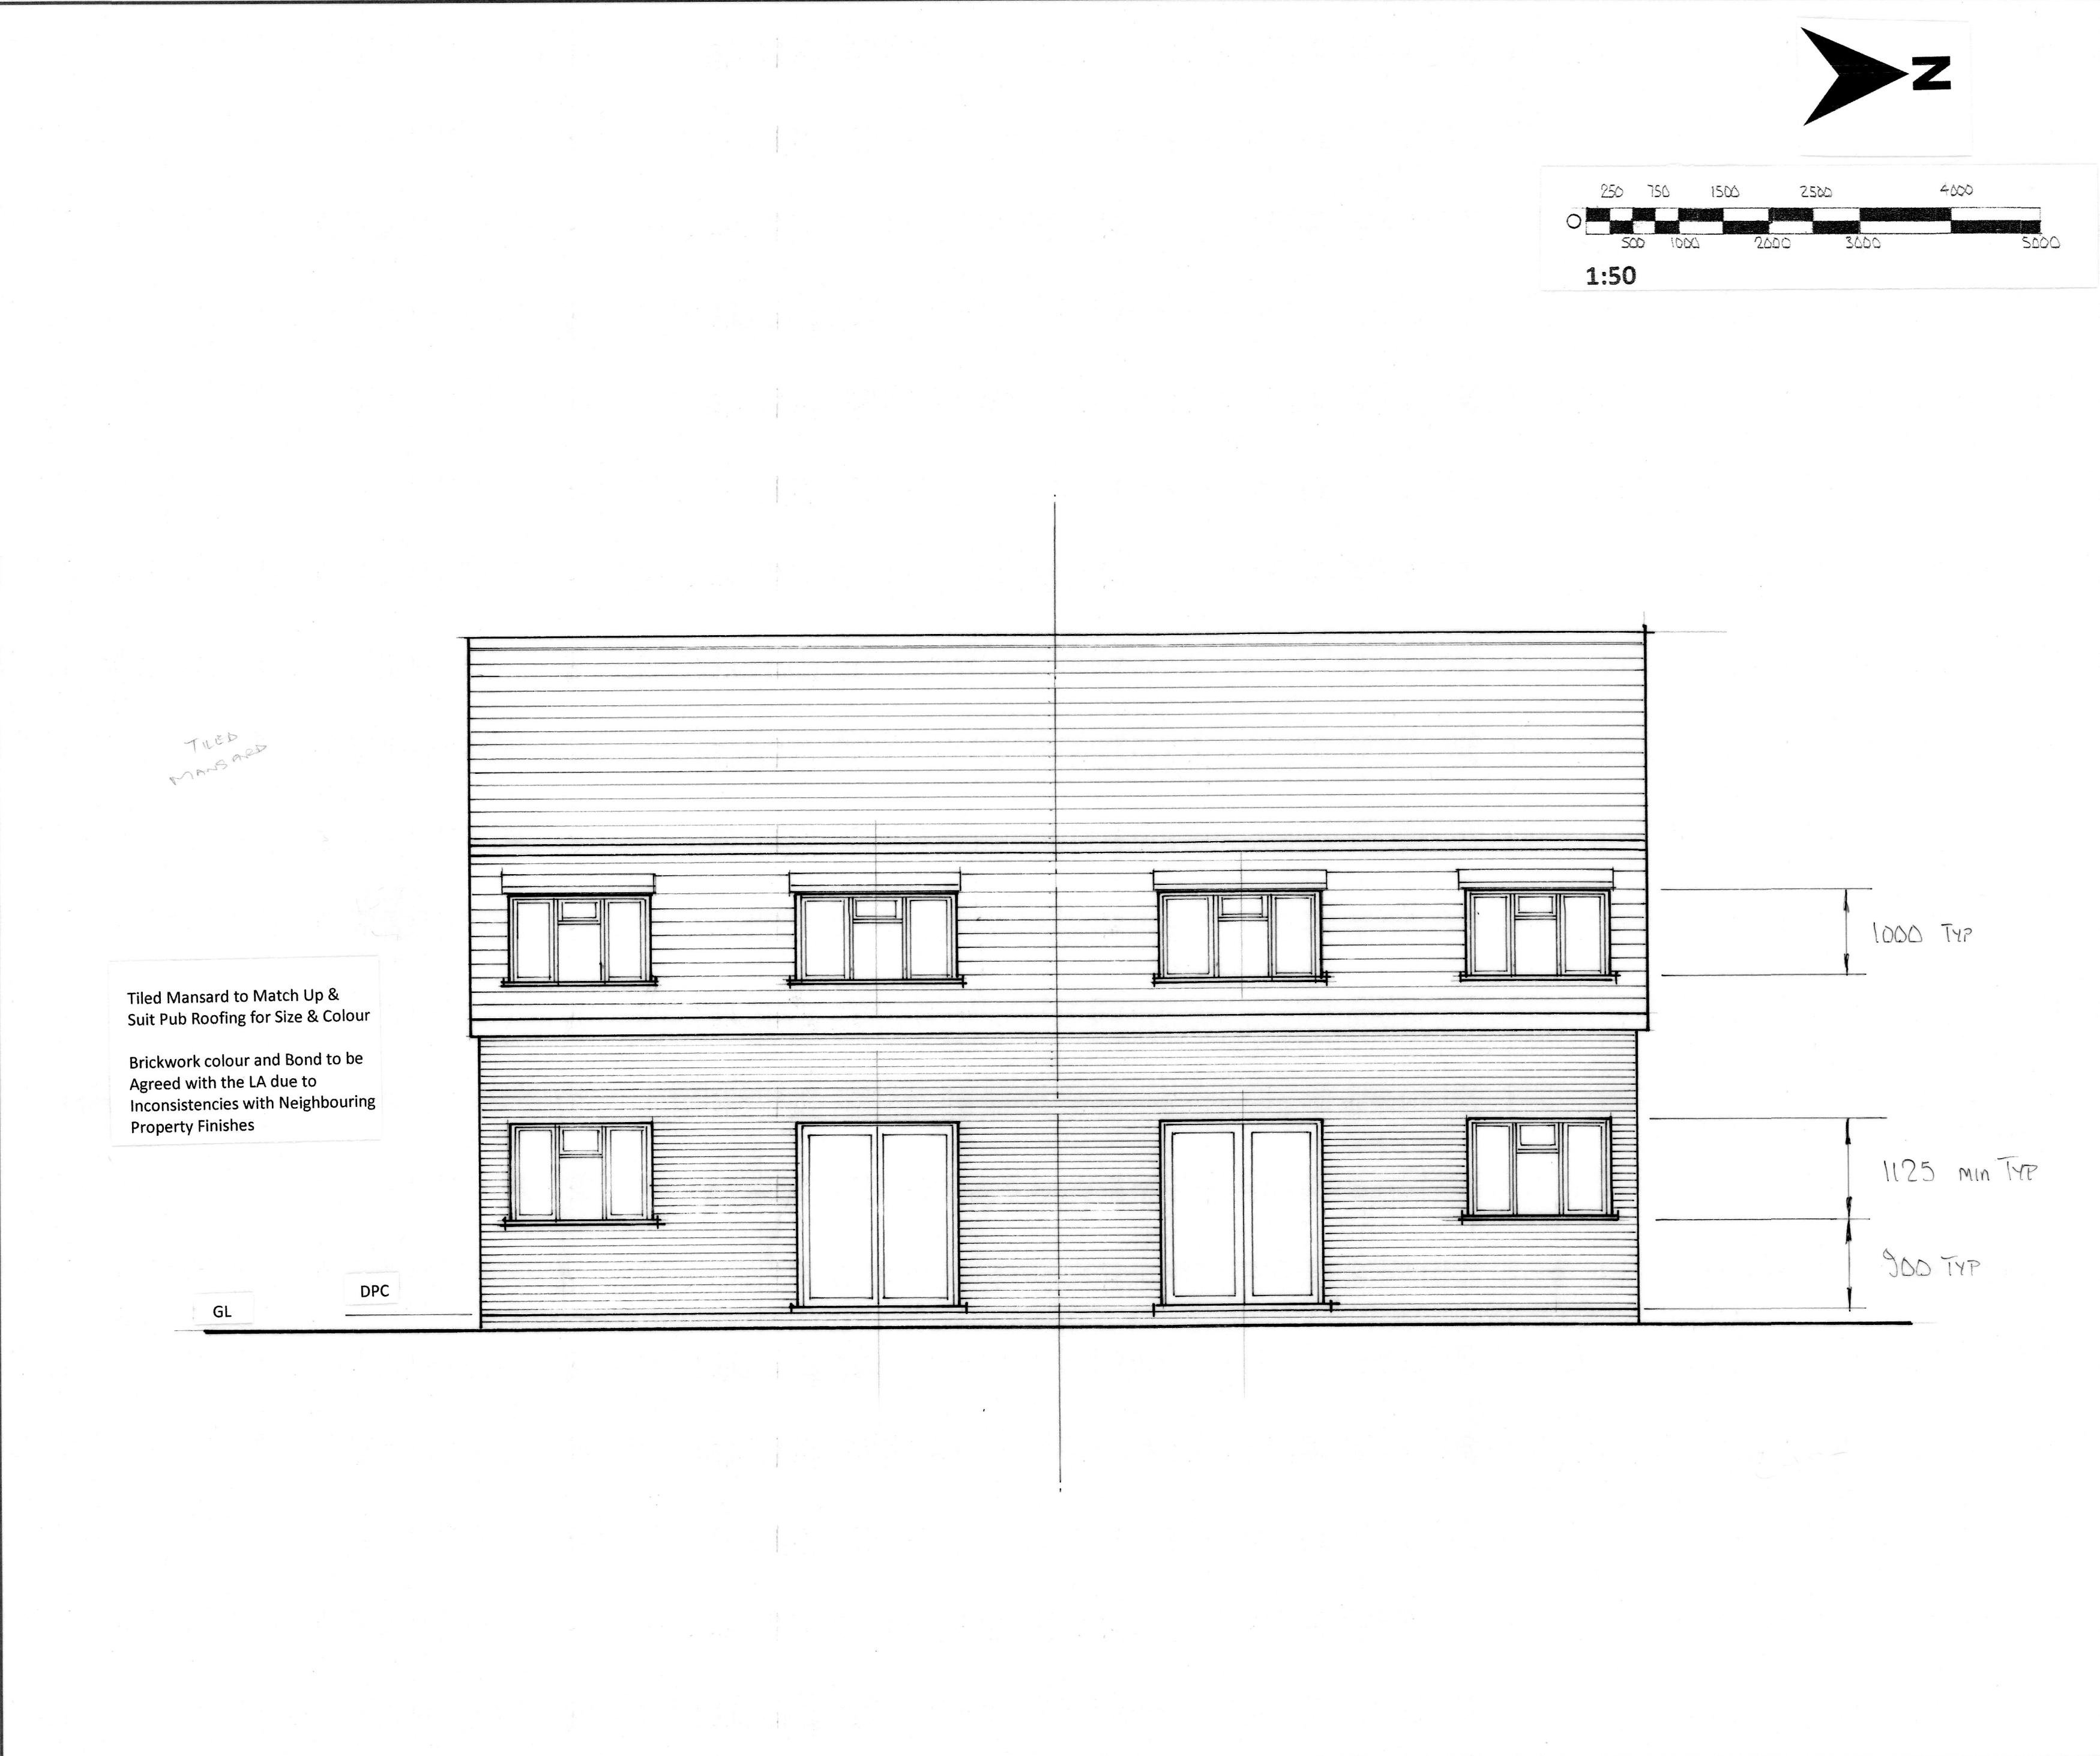 N
250 750 1500 2500 4000
O
500 1000 2000 3000 5000
1:50
TILED
MANSARD
1000 TYP
Tiled Mansard to Match Up &
Suit Pub Roofing for Size & Colour
Brickwork colour and Bond to be
Agreed with the LA due to
Inconsistencies with Neighbouring
Property Finishes
1125 MIN TYP
900 TYP
DPC
GL